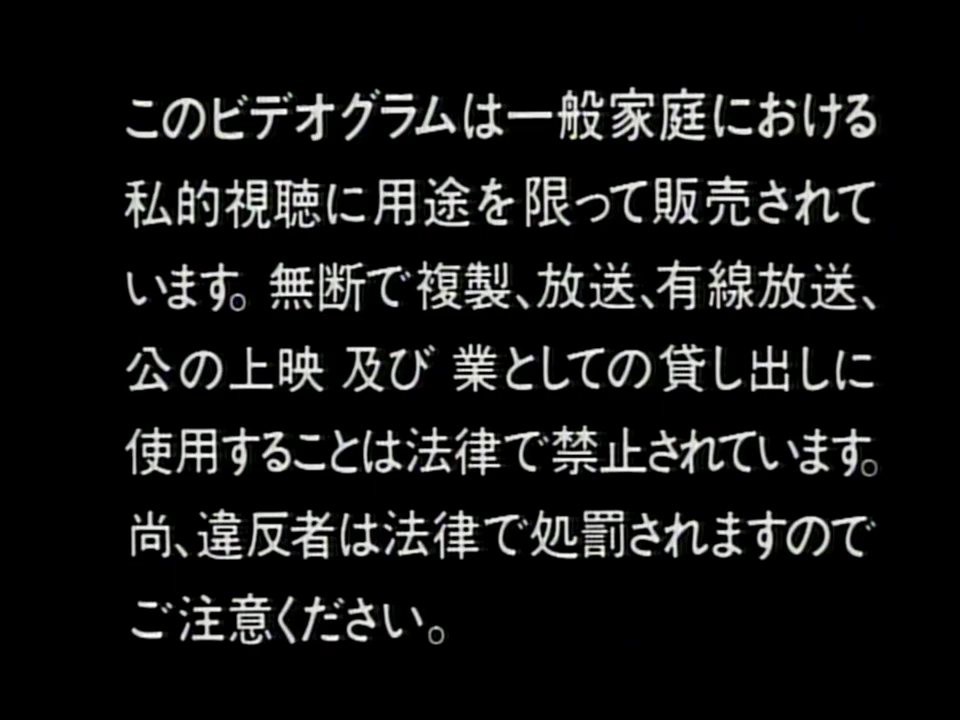 このビデオグラムは一般家庭における
私的視聴に用途を限って販売されて
います。無断で複製、放送、有線放送、
公の上映 及び 業としての貸し出しに
使用することは法律で禁止されています。
尚、違反者は法律で処罰されますので
ご注意ください。